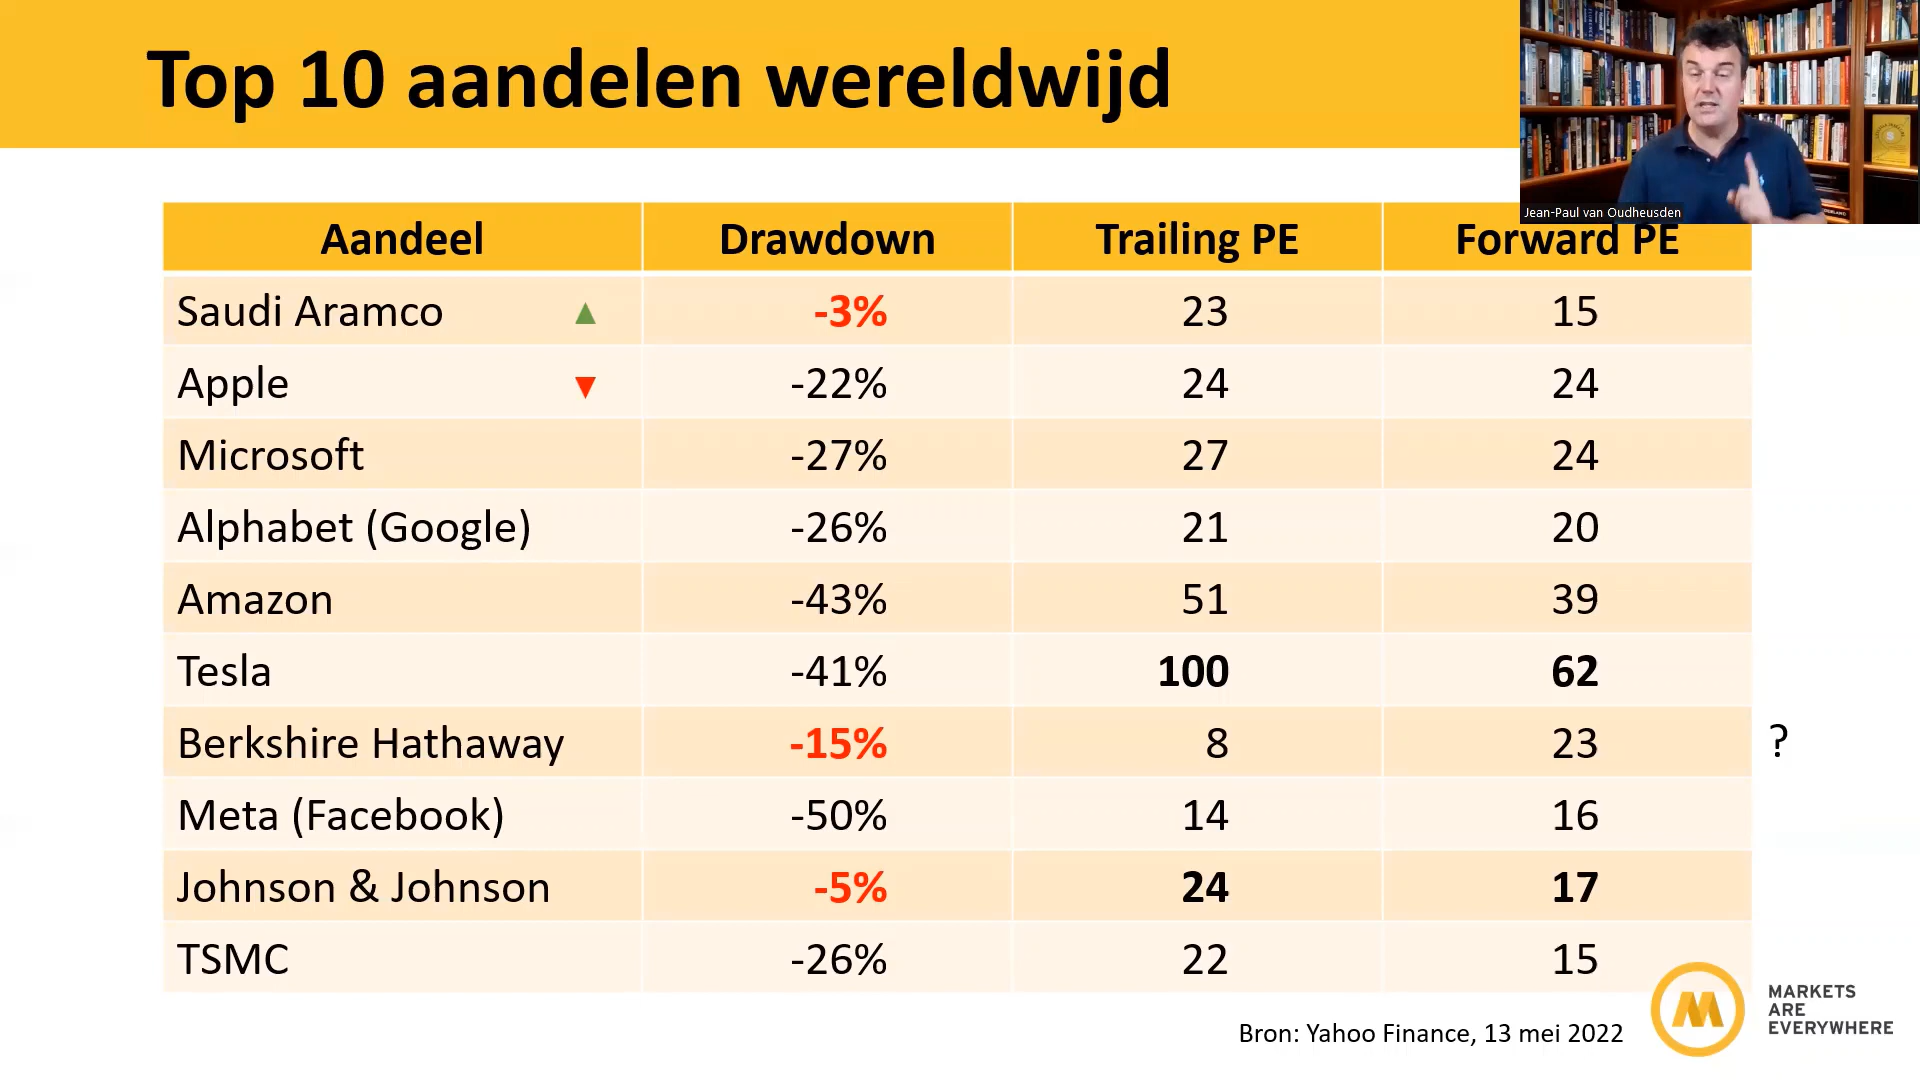 Top 10 aandelen wereldwijd
Jean-Paul van Oudheusden
Aandeel Drawdown Trailing PE Forward PE
Saudi Aramco ▲ -3% 23 15
Apple ▼ -22% 24 24
Microsoft -27% 27 24
Alphabet (Google) -26% 21 20
Amazon -43% 51 39
Tesla -41% 100 62
Berkshire Hathaway -15% 8 23 ?
Meta (Facebook) -50% 14 16
Johnson & Johnson -5% 24 17
TSMC -26% 22 15
Bron: Yahoo Finance, 13 mei 2022
MARKETS
ARE
EVERYWHERE